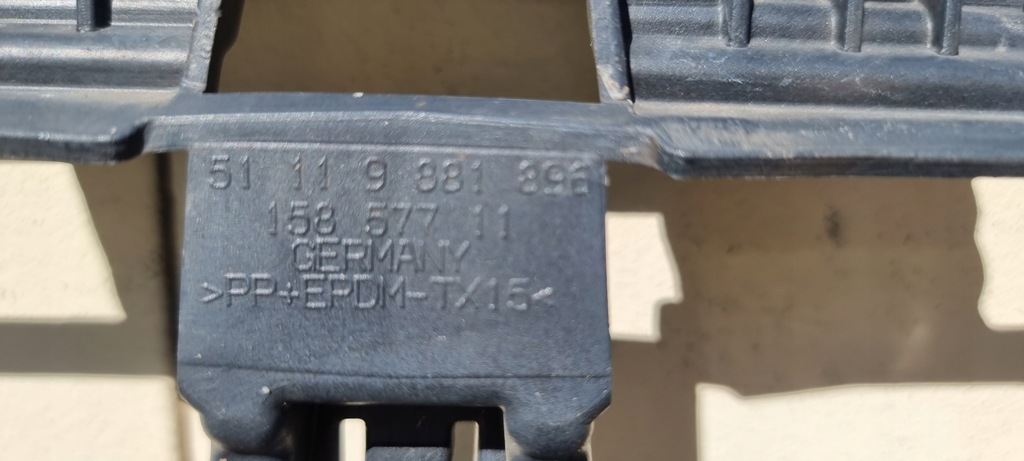 51 11 9 881 896
158 577 11
GERMANY
>PP+EPDM-TX15<